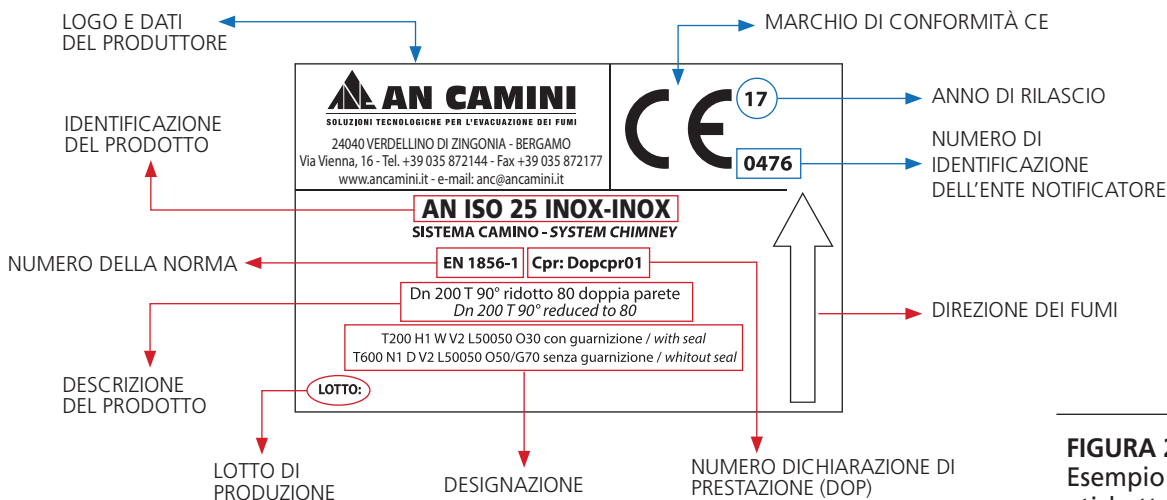 LOGO E DATI
DEL PRODUTTORE
MARCHIO DI CONFORMITÀ CE
AN CAMINI
SOLUZIONI TECNOLOGICHE PER L'EVACUAZIONE DEI FUMI
24040 VERDELLINO DI ZINGONIA - BERGAMO
Via Vienna, 16 - Tel. +39 035 872144 - Fax +39 035 872177
www.ancamini.it - e-mail: anc@ancamini.it
CE
17
0476
ANNO DI RILASCIO
NUMERO DI
IDENTIFICAZIONE
DELL'ENTE NOTIFICATORE
IDENTIFICAZIONE
DEL PRODOTTO
AN ISO 25 INOX-INOX
SISTEMA CAMINO - SYSTEM CHIMNEY
NUMERO DELLA NORMA
EN 1856-1
Cpr: Dopcpr01
Dn 200 T 90° ridotto 80 doppia parete
Dn 200 T 90° reduced to 80
DIREZIONE DEI FUMI
T200 H1 W V2 L50050 O30 con guarnizione / with seal
T600 N1 D V2 L50050 O50/G70 senza guarnizione / whitout seal
DESCRIZIONE
DEL PRODOTTO
LOTTO:
LOTTO DI
PRODUZIONE
DESIGNAZIONE
NUMERO DICHIARAZIONE DI
PRESTAZIONE (DOP)
FIGURA 2
Esempio